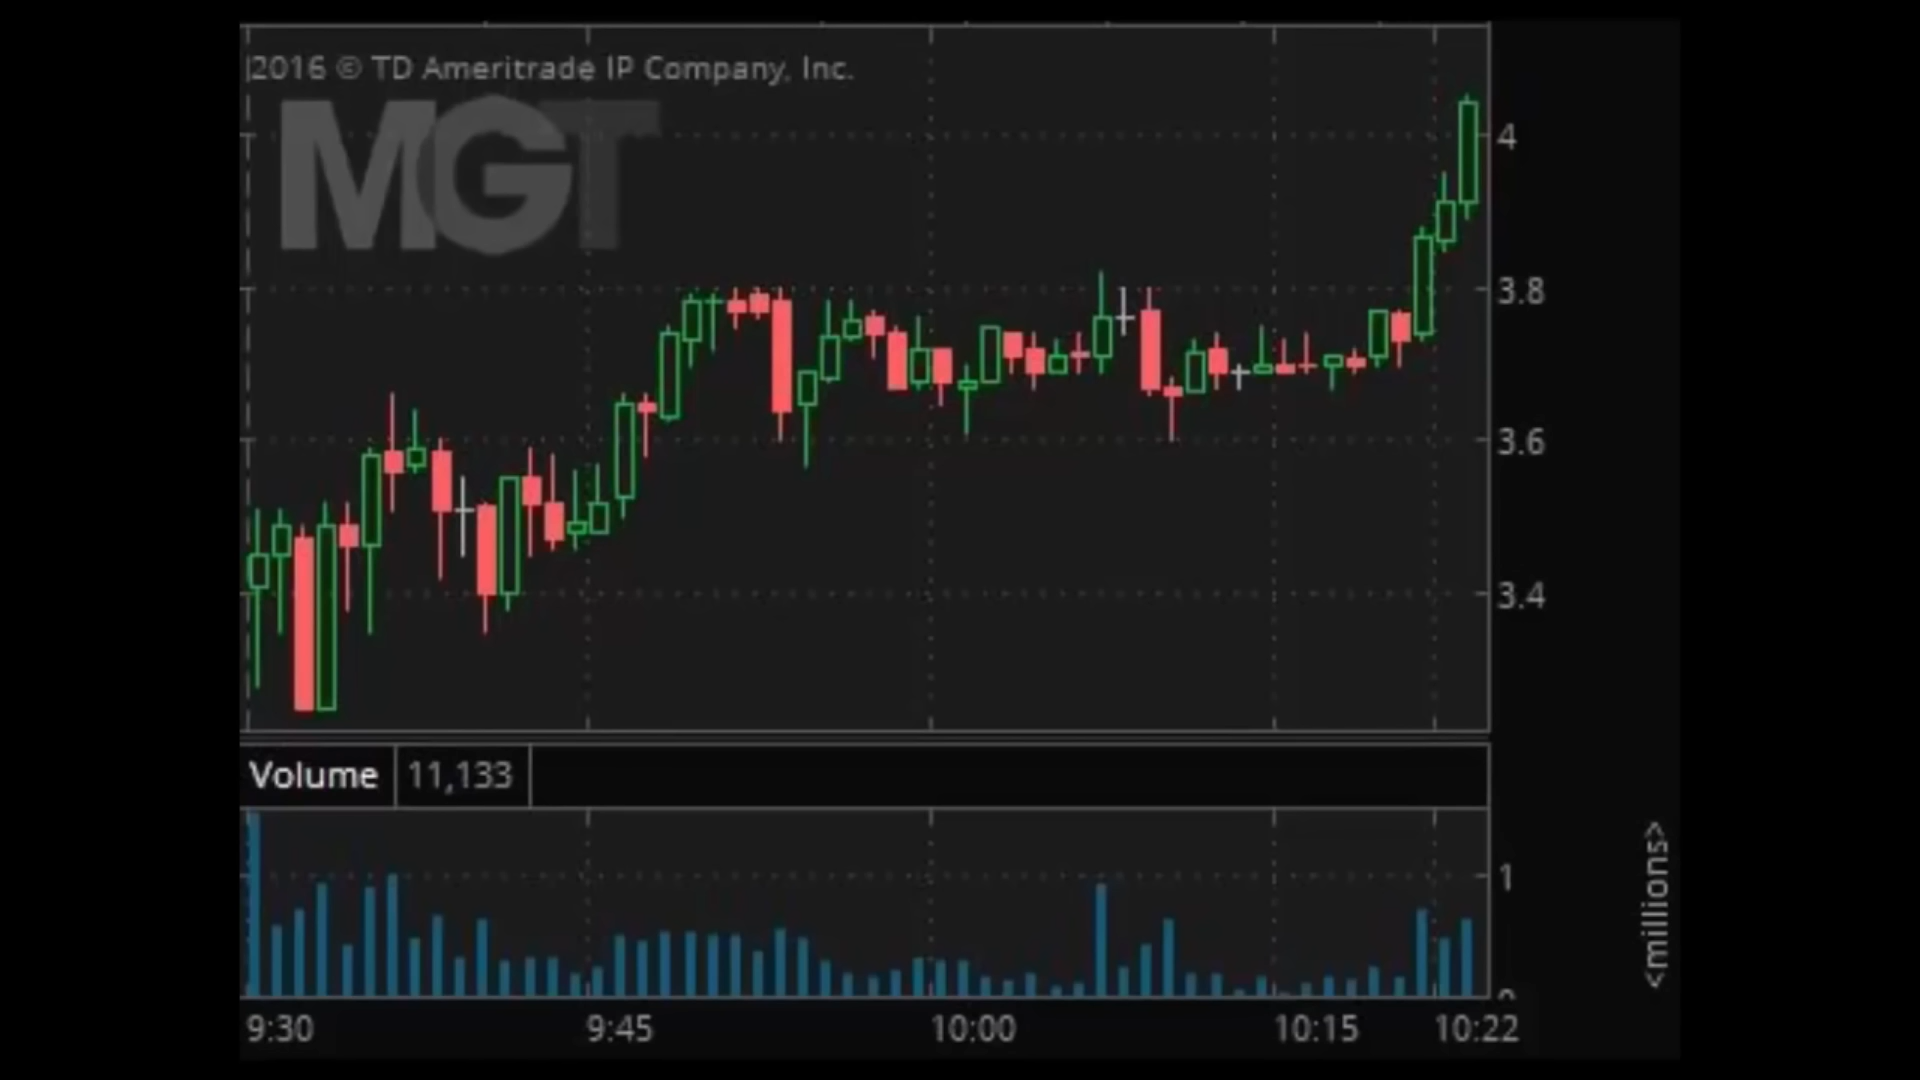 2016 © TD Ameritrade IP Company, Inc.
MGT
4
3.8
3.6
3.4
Volume 11,133
1
0
<millions>
9:30 9:45 10:00 10:15 10:22